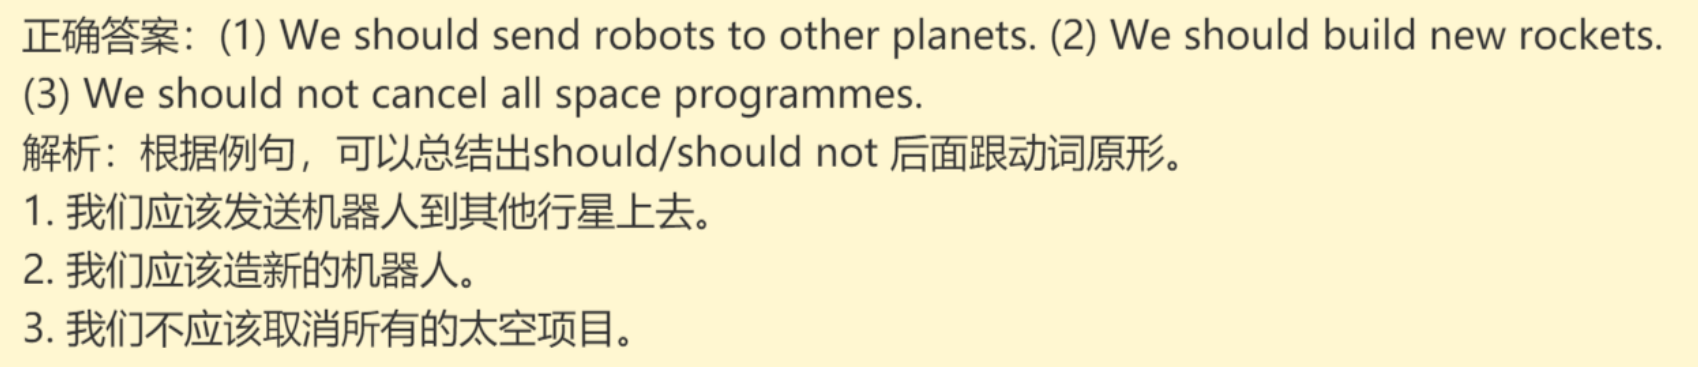 正确答案：(1) We should send robots to other planets. (2) We should build new rockets.
(3) We should not cancel all space programmes.
解析：根据例句，可以总结出should/should not 后面跟动词原形。
1. 我们应该发送机器人到其他行星上去。
2. 我们应该造新的机器人。
3. 我们不应该取消所有的太空项目。